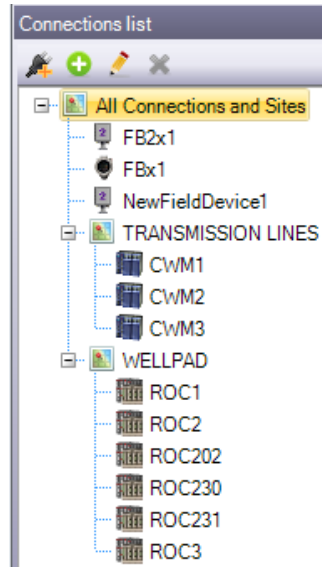 Connections list
All Connections and Sites
FB2x1
FBx1
NewFieldDevice1
TRANSMISSION LINES
CWM1
CWM2
CWM3
WELLPAD
ROC1
ROC2
ROC202
ROC230
ROC231
ROC3